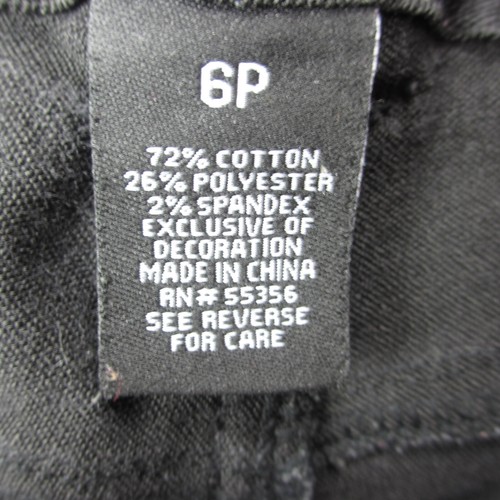 6P
72% COTTON
26% POLYESTER
2% SPANDEX
EXCLUSIVE OF
DECORATION
MADE IN CHINA
RN# 55356
SEE REVERSE
FOR CARE